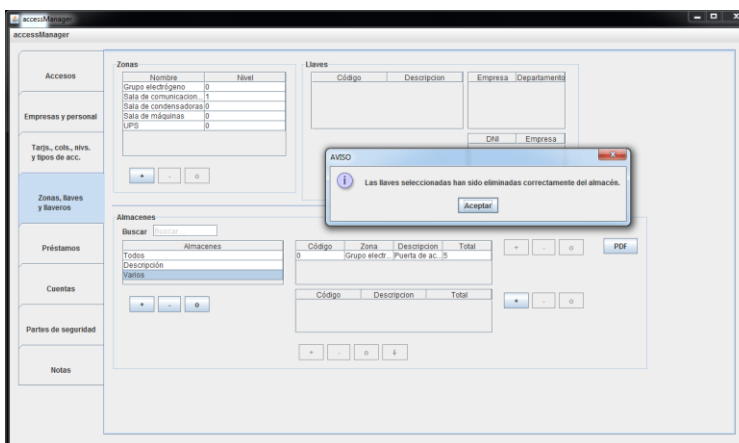 accessManager
accessManager
Accesos
Empresas y personal
Tarjs., cols., nivs.
y tipos de acc.
Zonas, llaves
y llaveros
Préstamos
Cuentas
Partes de seguridad
Notas
Zonas
Nombre Nivel
Grupo electrógeno 0
Sala de comunicacion... 1
Sala de condensadoras 0
Sala de máquinas 0
UPS 0
+ - o
Llaves
Código Descripcion
Empresa Departamento
DNI Empresa
AVISO
Las llaves seleccionadas han sido eliminadas correctamente del almacén.
Aceptar
Almacenes
Buscar Buscar...
Almacenes
Todos
Descripción
Varios
+ - o
Código Zona Descripcion Total
0 Grupo electr... Puerta de ac... 5
+ - o
PDF
Código Descripcion Total
+ - o
+ - o